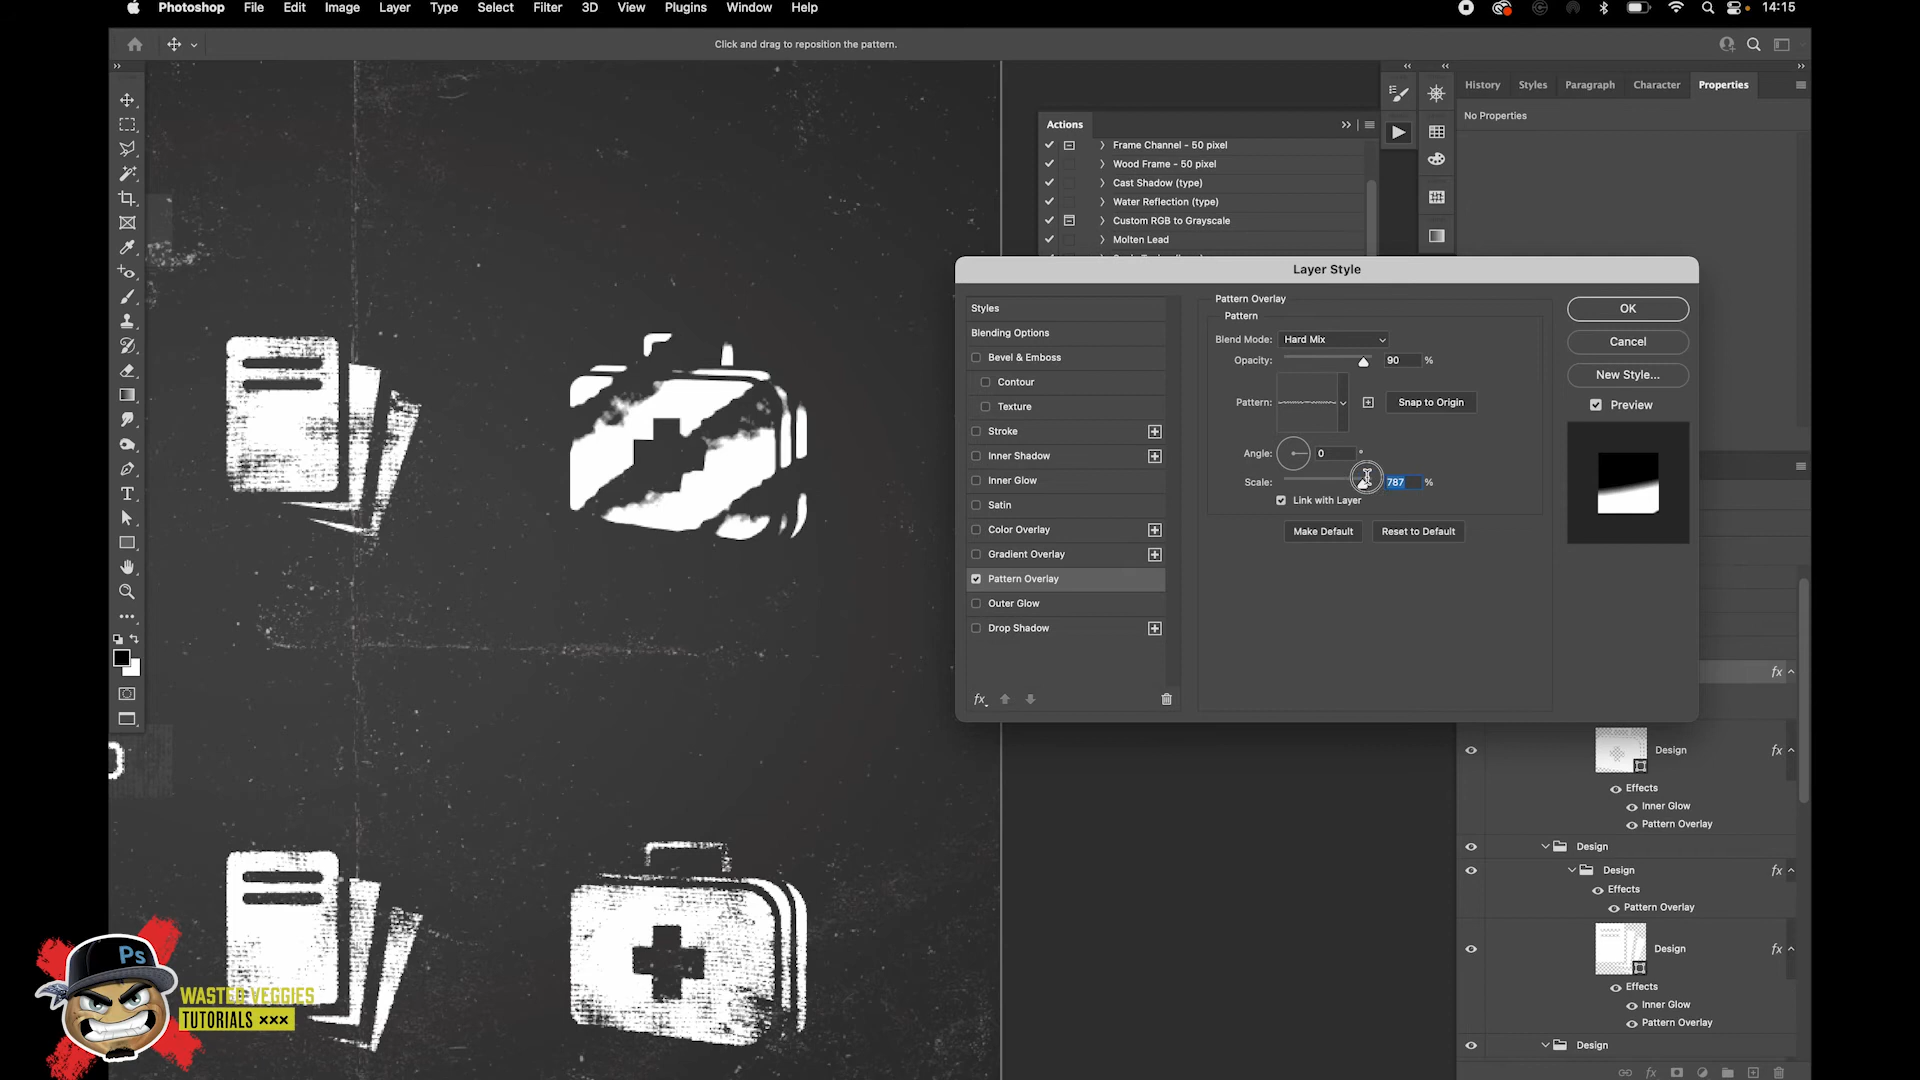 Photoshop File Edit Image Layer Type Select Filter 3D View Plugins Window Help 14:15
Click and drag to reposition the pattern.
History Styles Paragraph Character Properties
No Properties
Actions
Frame Channel - 50 pixel
Wood Frame - 50 pixel
Cast Shadow (type)
Water Reflection (type)
Custom RGB to Grayscale
Molten Lead
Layer Style
Styles
Blending Options
Bevel & Emboss
Contour
Texture
Stroke
Inner Shadow
Inner Glow
Satin
Color Overlay
Gradient Overlay
Pattern Overlay
Outer Glow
Drop Shadow
fx
Pattern Overlay
Pattern
Blend Mode: Hard Mix
Opacity: 90 %
Pattern: Snap to Origin
Angle: 0 °
Scale: 787 %
Link with Layer
Make Default Reset to Default
OK
Cancel
New Style...
Preview
fx
Design fx
Effects
Inner Glow
Pattern Overlay
Design
Design fx
Effects
Pattern Overlay
Design fx
Effects
Inner Glow
Pattern Overlay
Design
fx
T
Ps
WASTED VEGGIES
TUTORIALS ×××